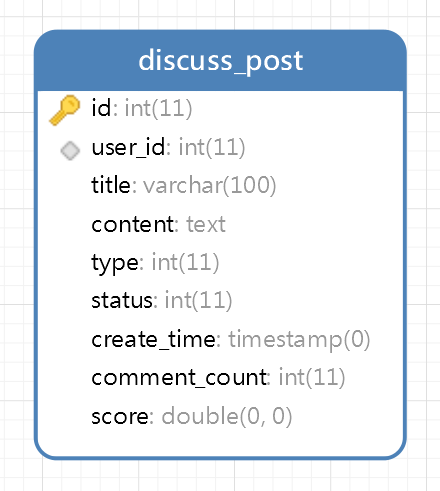 discuss_post
id: int(11)
user_id: int(11)
title: varchar(100)
content: text
type: int(11)
status: int(11)
create_time: timestamp(0)
comment_count: int(11)
score: double(0, 0)